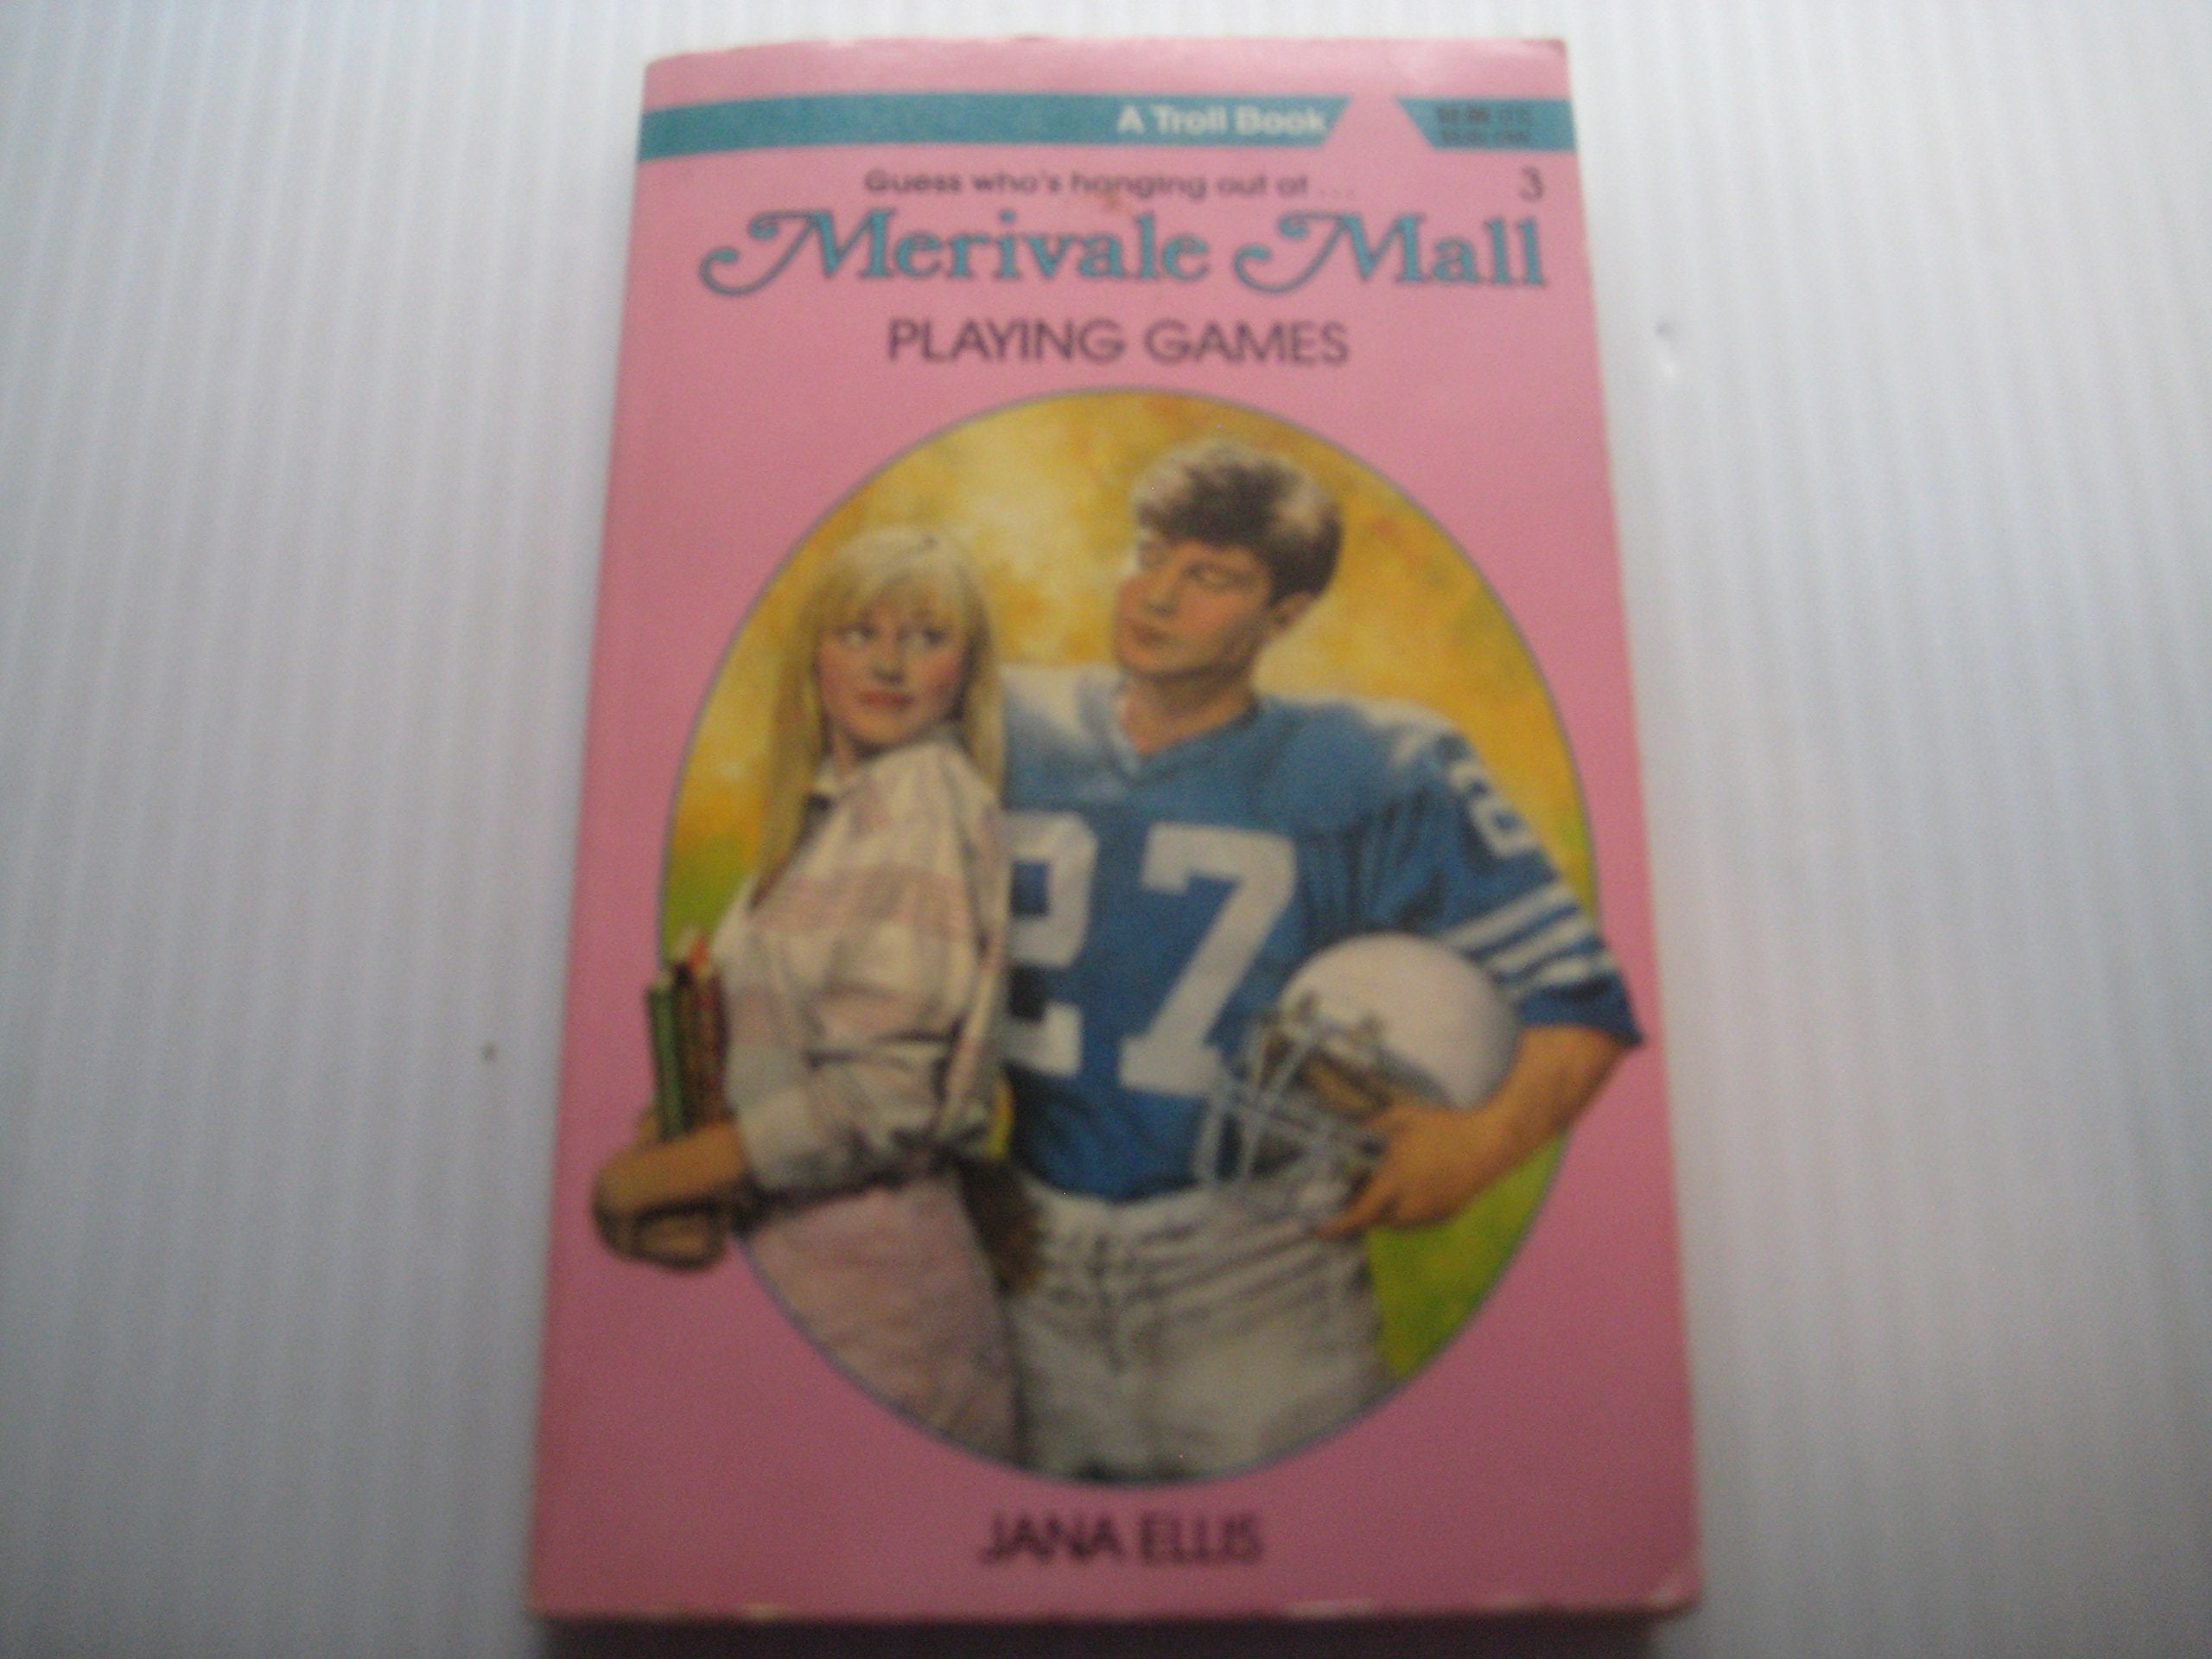 A Troll Book
Guess who's hanging out at ...
3
Merivale Mall
PLAYING GAMES
27
JANA ELLIS